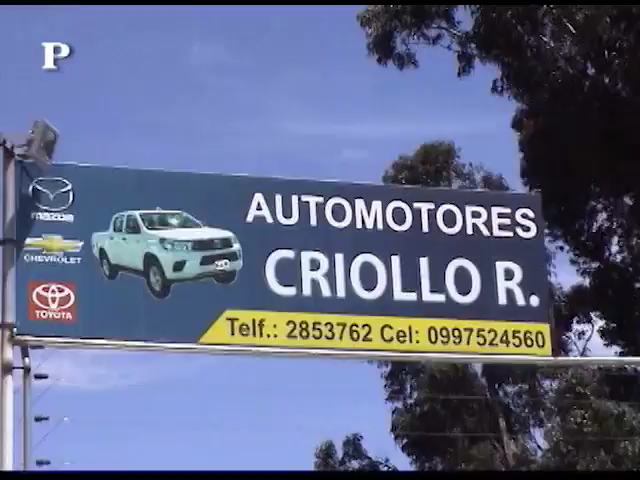 P
AUTOMOTORES
CRIOLLO R.
Telf.: 2853762 Cel: 0997524560
mazda
CHEVROLET
TOYOTA